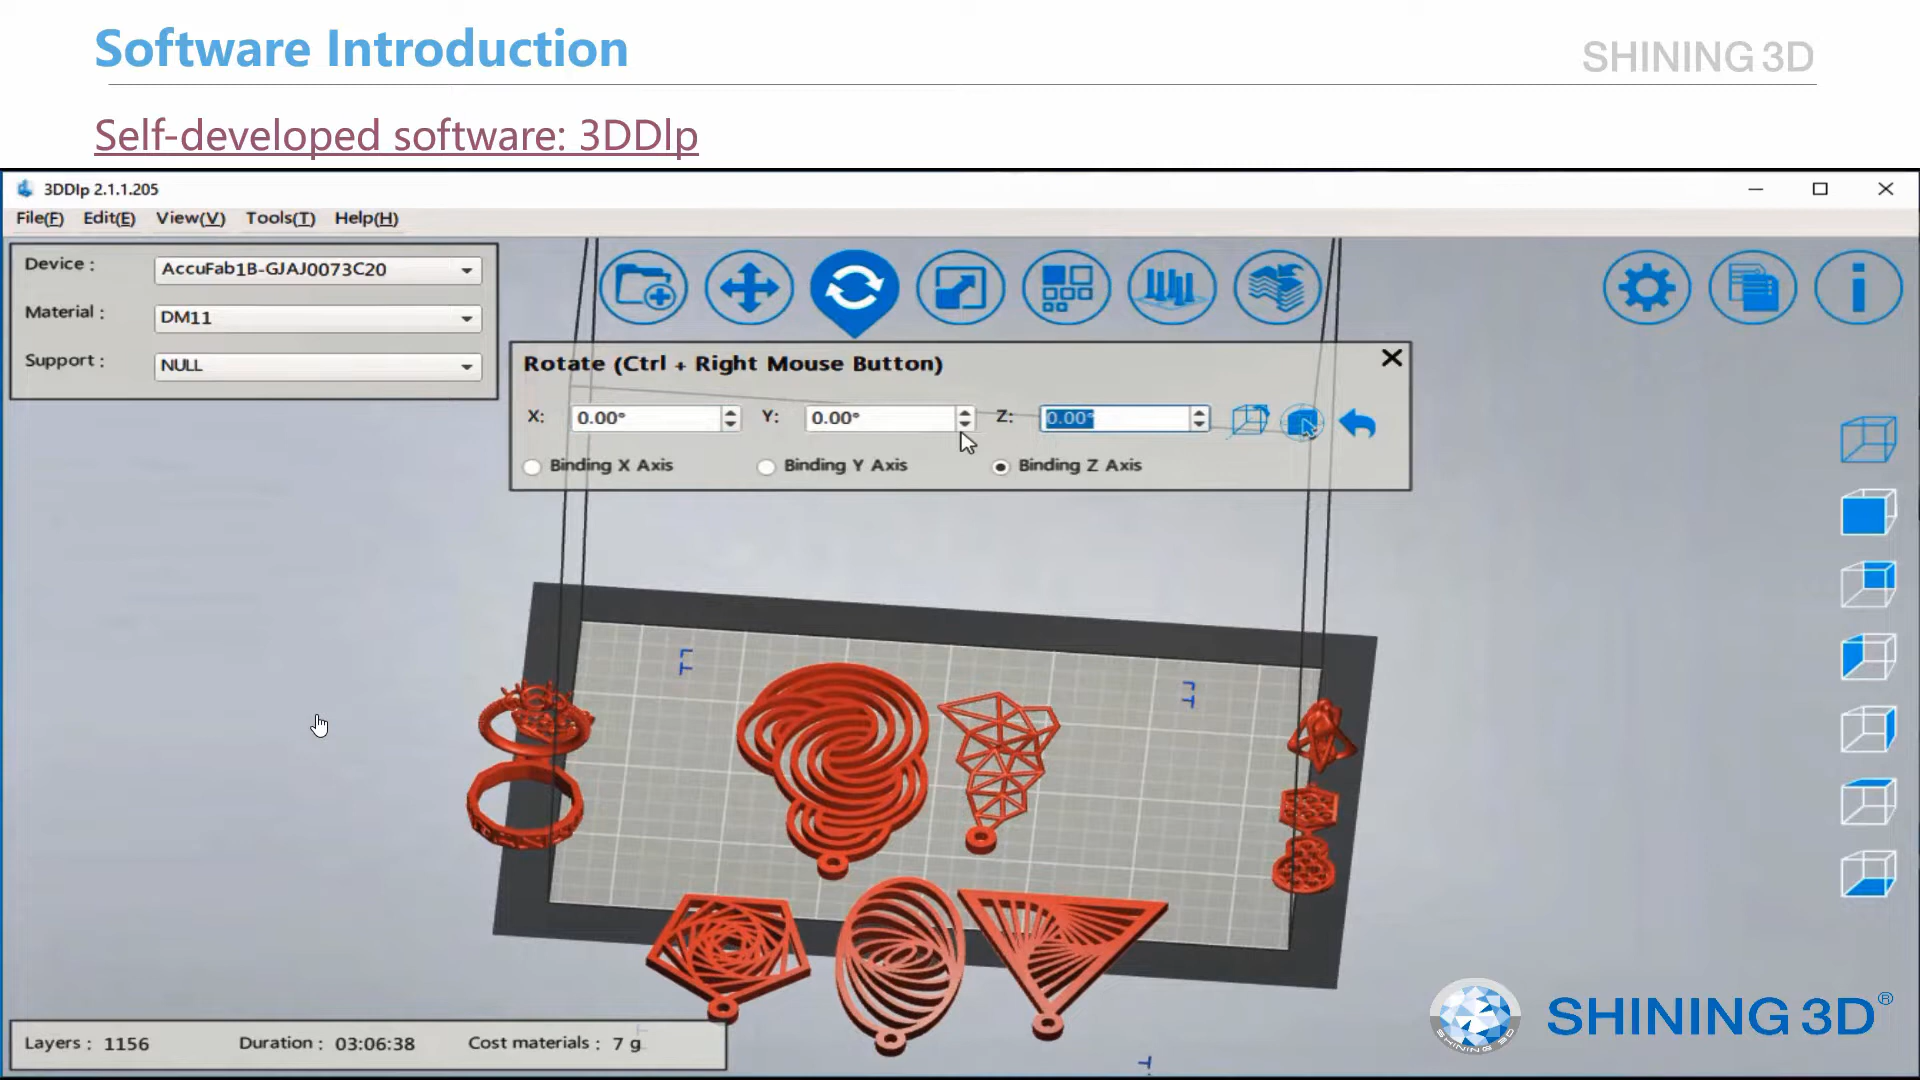 Software Introduction
SHINING 3D
Self-developed software: 3DDlp
3DDlp 2.1.1.205
File(F) Edit(E) View(V) Tools(T) Help(H)
Device : AccuFab1B-GJAJ0073C20
Material : DM11
Support : NULL
Rotate (Ctrl + Right Mouse Button)
X: 0.00° Y: 0.00° Z: 0.00°
Binding X Axis Binding Y Axis Binding Z Axis
Layers : 1156 Duration : 03:06:38 Cost materials : 7 g
SHINING 3D
SHINING 3D®